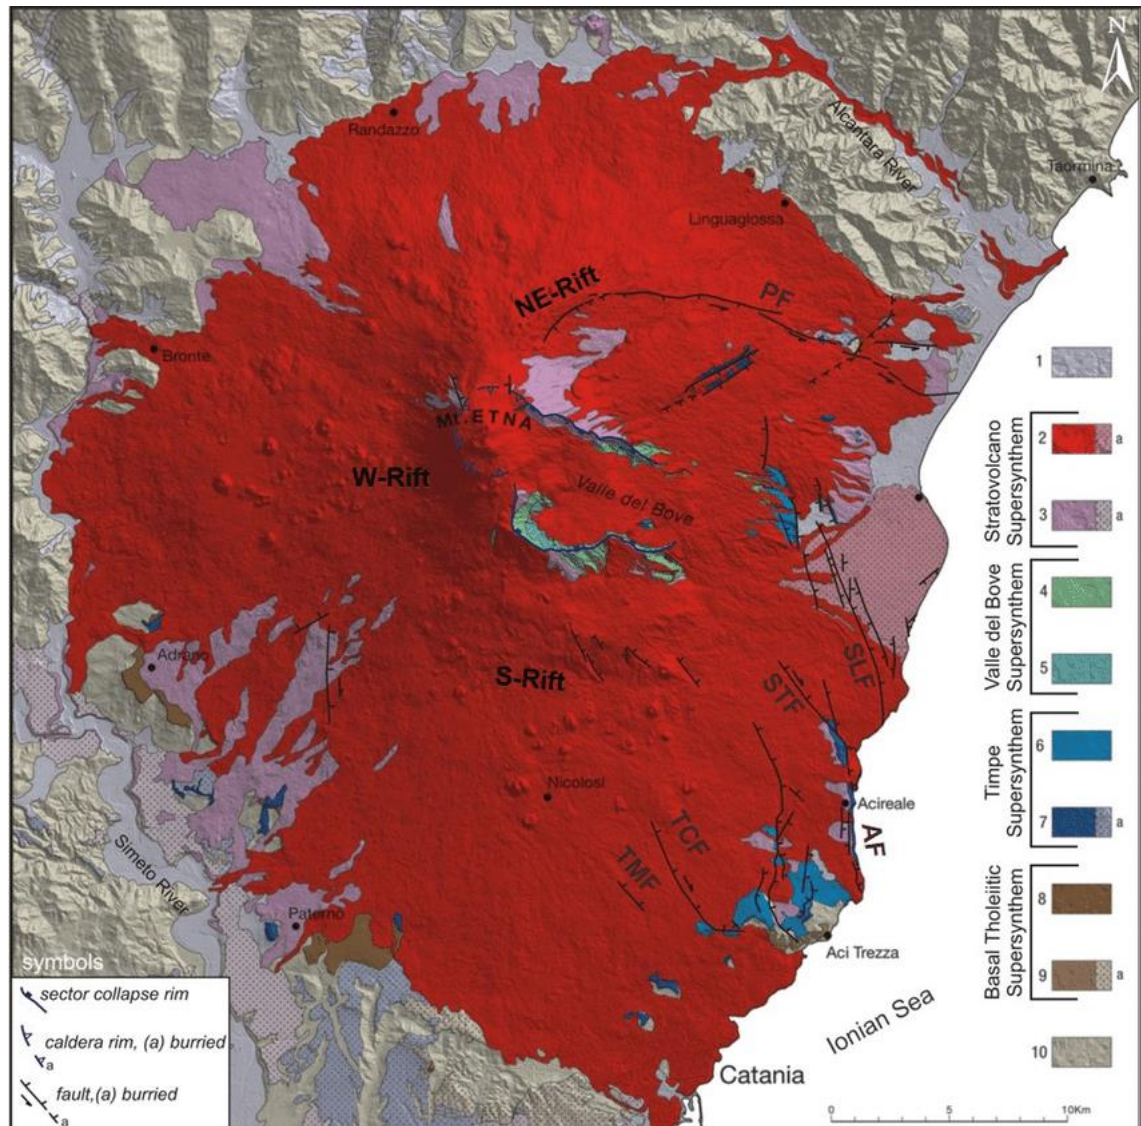 N
Randazzo
Alcantara River
Taormina
Linguaglossa
NE-Rift
PF
Bronte
Mt. ETNA
W-Rift
Valle del Bove
Adrano
S-Rift
SLF
STF
Nicolosi
Acireale
TCF
AF
TMF
Simeto River
Paternò
Aci Trezza
Ionian Sea
Catania
0 5 10Km
symbols
sector collapse rim
caldera rim, (a) burried
a
fault,(a) burried
a
1
Stratovolcano
Supersynthem
2 a
3 a
Valle del Bove
Supersynthem
4
5
Timpe
Supersynthem
6
7 a
Basal Tholeiitic
Supersynthem
8
9 a
10